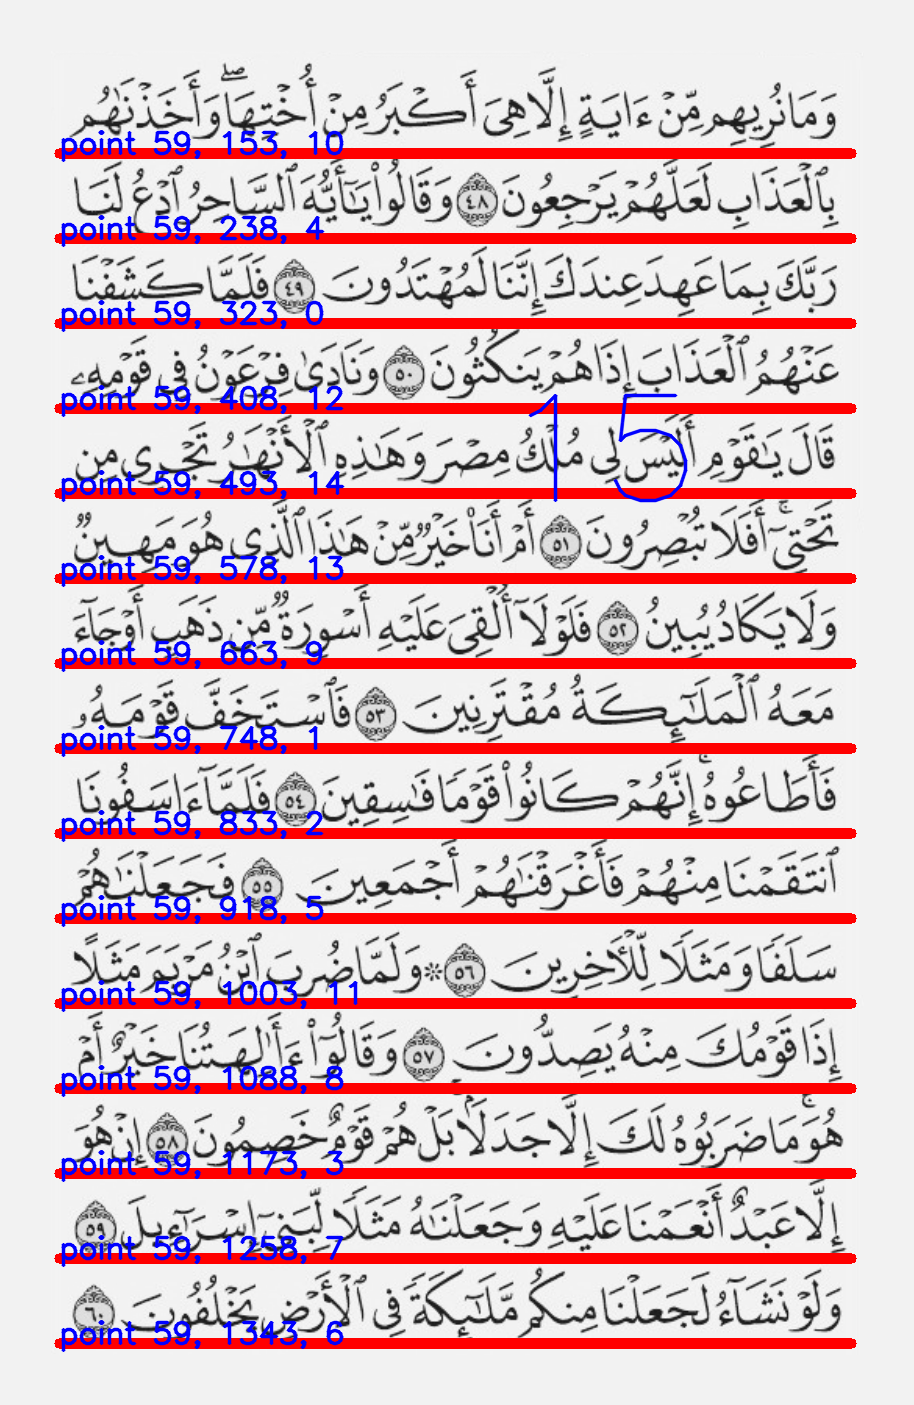 وَمَا نُرِيهِم مِّنْ ءَايَةٍ إِلَّا هِىَ أَكْبَرُ مِنْ أُخْتِهَا ۖ وَأَخَذْنَٰهُم
point 59, 153, 10
بِٱلْعَذَابِ لَعَلَّهُمْ يَرْجِعُونَ ٤٨ وَقَالُوا۟ يَٰٓأَيُّهَ ٱلسَّاحِرُ ٱدْعُ لَنَا
point 59, 238, 4
رَبَّكَ بِمَا عَهِدَ عِندَكَ إِنَّنَا لَمُهْتَدُونَ ٤٩ فَلَمَّا كَشَفْنَا
point 59, 323, 0
عَنْهُمُ ٱلْعَذَابَ إِذَا هُمْ يَنكُثُونَ ٥٠ وَنَادَىٰ فِرْعَوْنُ فِى قَوْمِهِۦ
point 59, 408, 12
15
قَالَ يَٰقَوْمِ أَلَيْسَ لِى مُلْكُ مِصْرَ وَهَٰذِهِ ٱلْأَنْهَٰرُ تَجْرِى مِن
point 59, 493, 14
تَحْتِىٓ ۚ أَفَلَا تُبْصِرُونَ ٥١ أَمْ أَنَا۠ خَيْرٌ مِّنْ هَٰذَا ٱلَّذِى هُوَ مَهِينٌ
point 59, 578, 13
وَلَا يَكَادُ يُبِينُ ٥٢ فَلَوْلَآ أُلْقِىَ عَلَيْهِ أَسْوِرَةٌ مِّن ذَهَبٍ أَوْ جَآءَ
point 59, 663, 9
مَعَهُ ٱلْمَلَٰٓئِكَةُ مُقْتَرِنِينَ ٥٣ فَٱسْتَخَفَّ قَوْمَهُۥ
point 59, 748, 1
فَأَطَاعُوهُ ۚ إِنَّهُمْ كَانُوا۟ قَوْمًا فَٰسِقِينَ ٥٤ فَلَمَّآ ءَاسَفُونَا
point 59, 833, 2
ٱنتَقَمْنَا مِنْهُمْ فَأَغْرَقْنَٰهُمْ أَجْمَعِينَ ٥٥ فَجَعَلْنَٰهُمْ
point 59, 918, 5
سَلَفًا وَمَثَلًا لِّلْءَاخِرِينَ ٥٦ ۞ وَلَمَّا ضُرِبَ ٱبْنُ مَرْيَمَ مَثَلًا
point 59, 1003, 11
إِذَا قَوْمُكَ مِنْهُ يَصِدُّونَ ٥٧ وَقَالُوٓا۟ ءَأَٰلِهَتُنَا خَيْرٌ أَمْ
point 59, 1088, 8
هُوَ ۚ مَا ضَرَبُوهُ لَكَ إِلَّا جَدَلًۢا ۚ بَلْ هُمْ قَوْمٌ خَصِمُونَ ٥٨ إِنْ هُوَ
point 59, 1173, 3
إِلَّا عَبْدٌ أَنْعَمْنَا عَلَيْهِ وَجَعَلْنَٰهُ مَثَلًا لِّبَنِىٓ إِسْرَٰٓءِيلَ ٥٩
point 59, 1258, 7
وَلَوْ نَشَآءُ لَجَعَلْنَا مِنكُم مَّلَٰٓئِكَةً فِى ٱلْأَرْضِ يَخْلُفُونَ ٦٠
point 59, 1343, 6